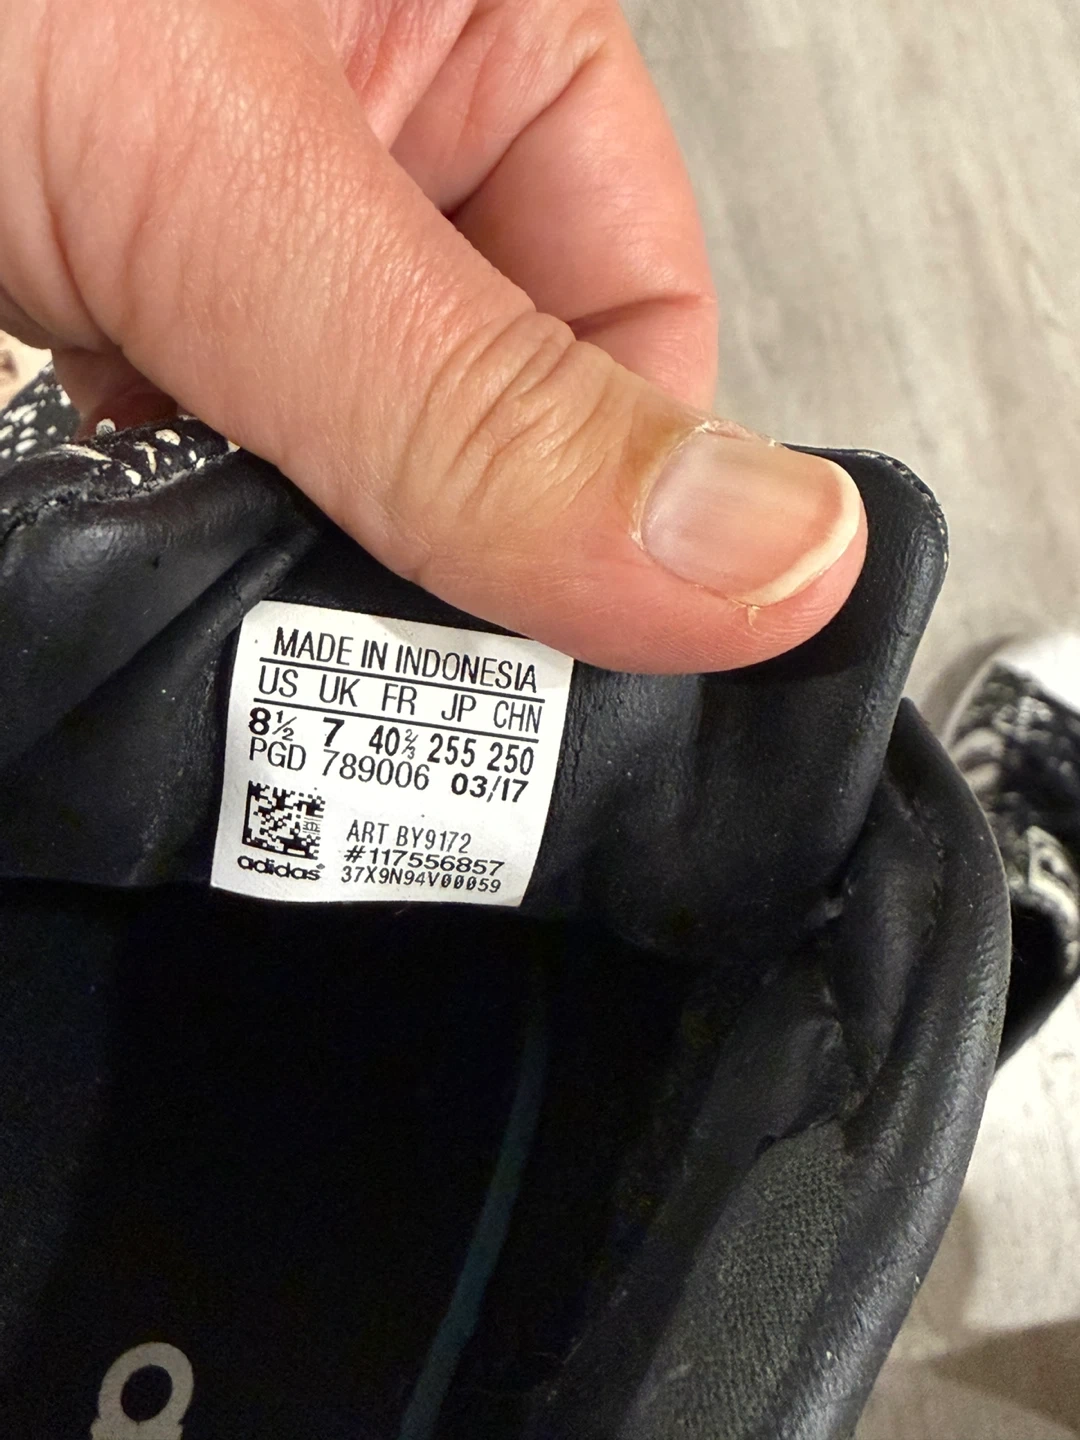 MADE IN INDONESIA
US UK FR JP CHN
8½ 7 40⅔ 255 250
PGD 789006 03/17
ART BY9172
#117556857
adidas
37X9N94V00059